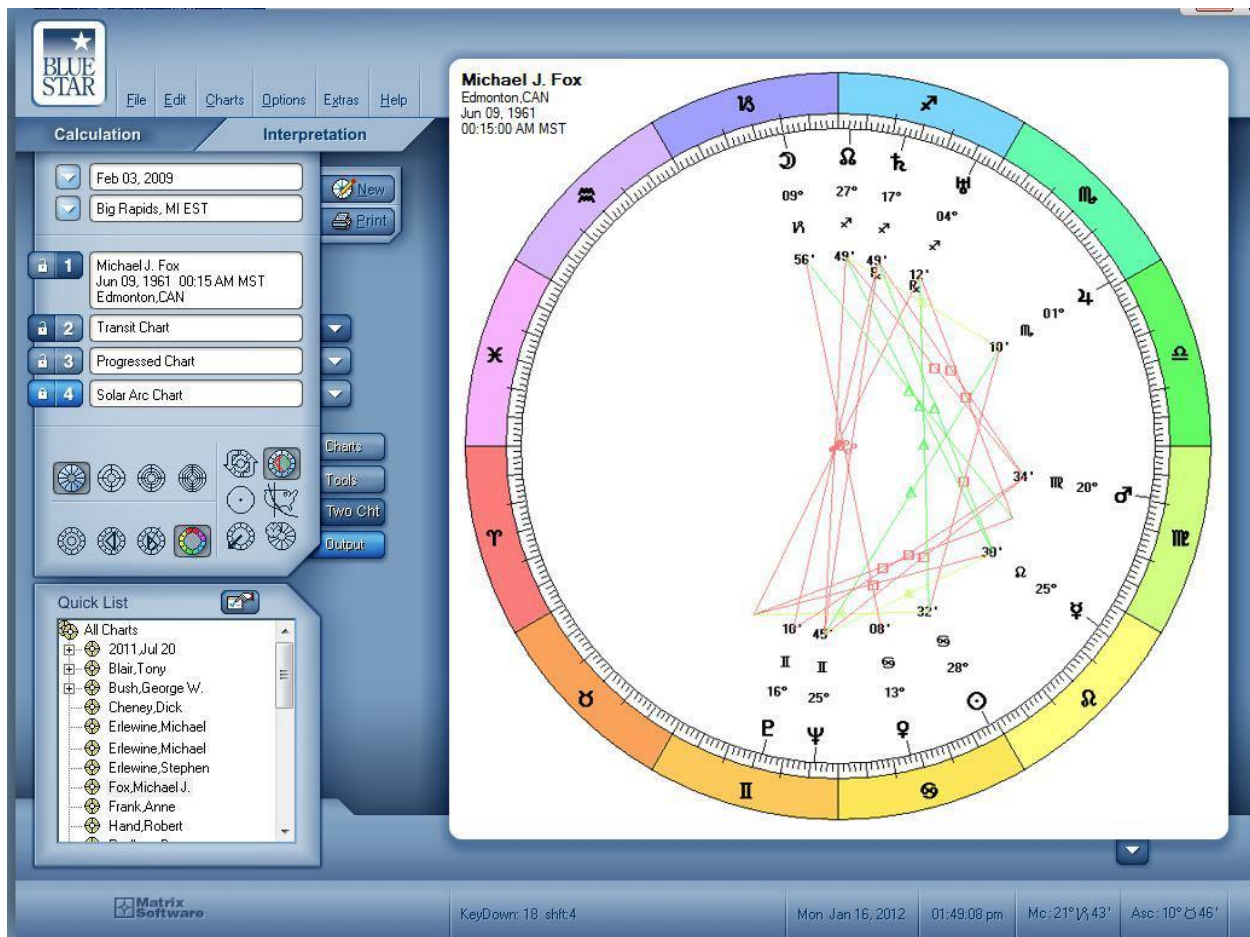 BLUE
STAR
File Edit Charts Options Extras Help
Calculation
Interpretation
Feb 03, 2009
Big Rapids, MI EST
New
Print
1
Michael J. Fox
Jun 09, 1961 00:15 AM MST
Edmonton,CAN
2
Transit Chart
3
Progressed Chart
4
Solar Arc Chart
Charts
Tools
Two Cht
Output
Quick List
All Charts
2011,Jul 20
Blair,Tony
Bush,George W.
Cheney,Dick
Erlewine,Michael
Erlewine,Michael
Erlewine,Stephen
Fox,Michael J.
Frank,Anne
Hand,Robert
Michael J. Fox
Edmonton,CAN
Jun 09, 1961
00:15:00 AM MST
♑ ♐
♒ ♏
♓ ♎
♈ ♍
♉ ♌
♊ ♋
☽ ☊ ♄ ♅
09° 27° 17° 04°
♑ ♐ ♐ ♐
56' 49' 49' 12'
℞ ℞
♃
01°
♏
10'
34' ♍ 20° ♂
30'
♌
25°
☿
10' 45' 08' 32'
♊ ♊ ♋ ♋
16° 25° 13° 28°
♇ ♆ ♀ ☉
Matrix
Software
KeyDown: 18 shft:4
Mon Jan 16, 2012
01:49:08 pm
Mc:21°♑43'
Asc:10°♉46'